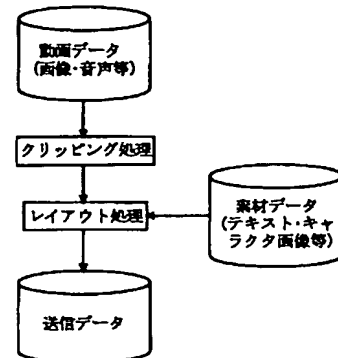 動画データ
(画像・音声等)
クリッピング処理
レイアウト処理
素材データ
(テキスト・キャ
ラクタ画像等)
送信データ